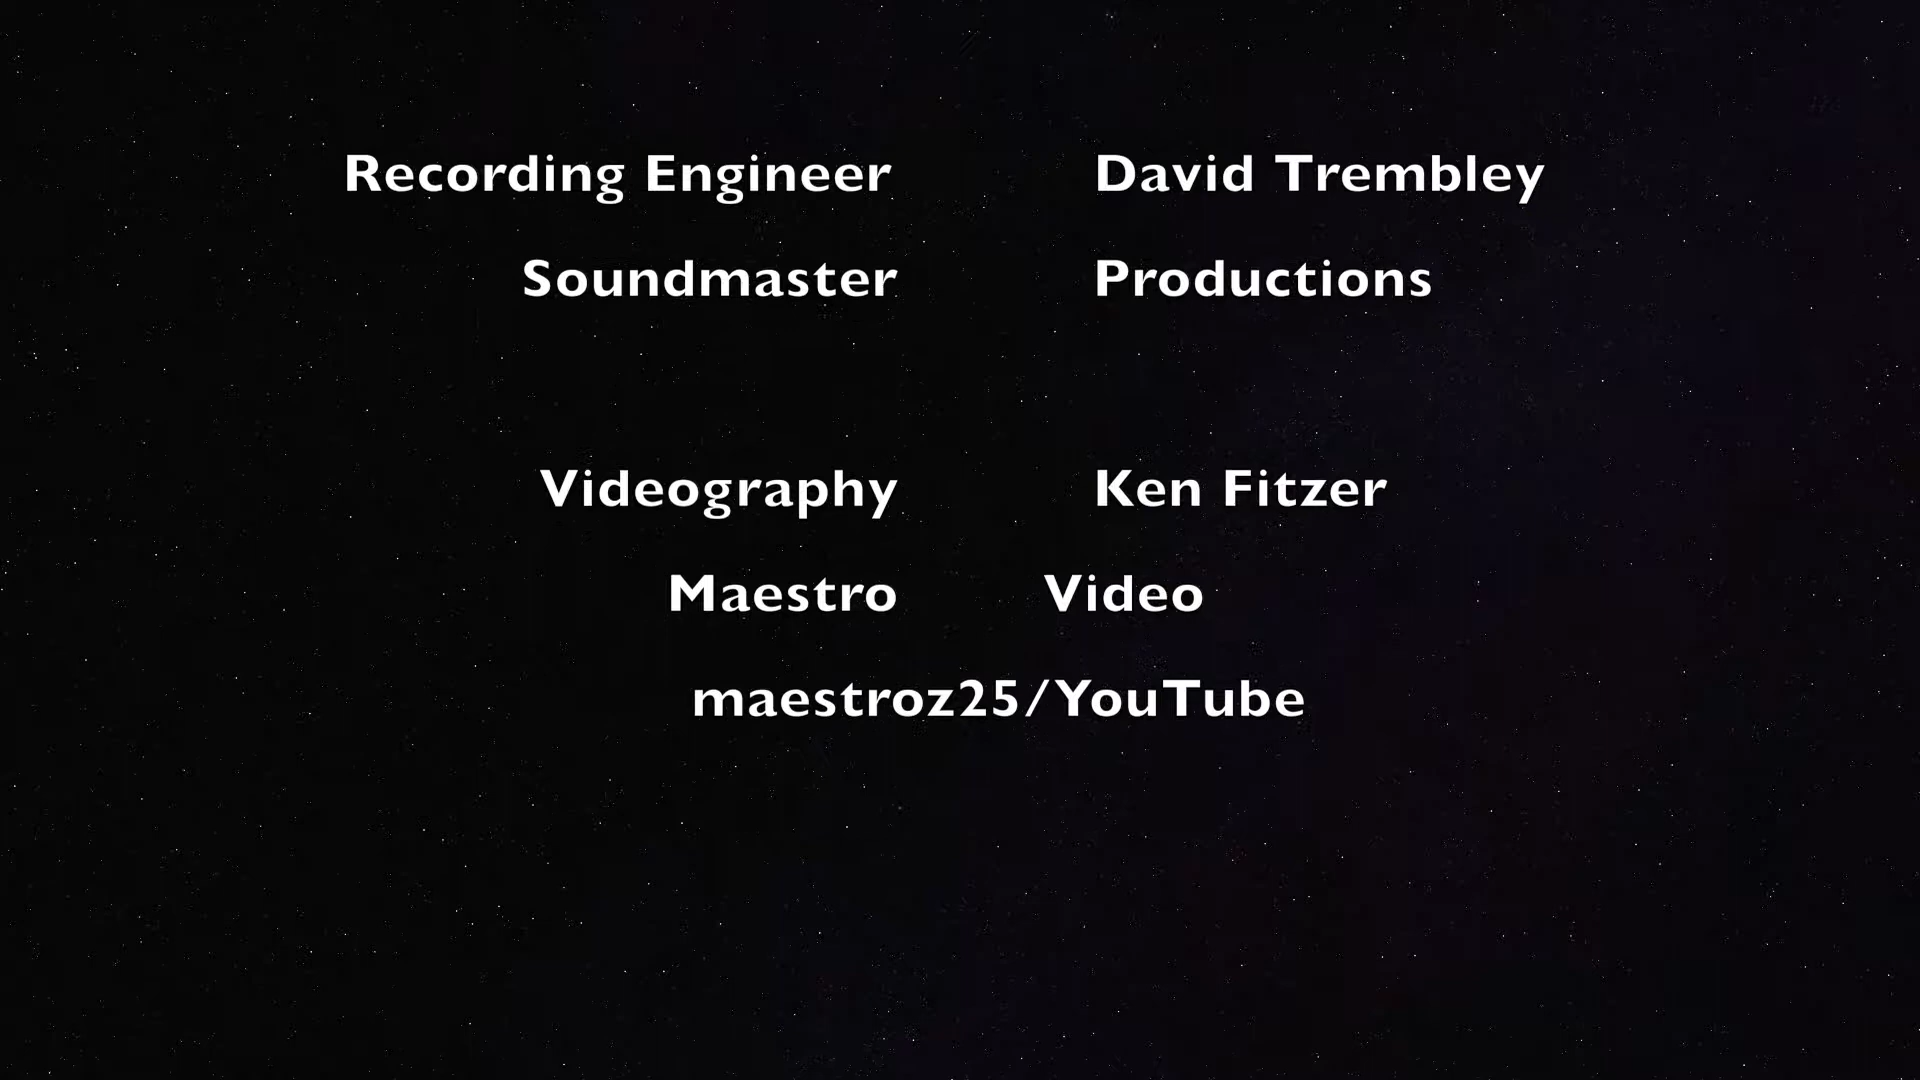 Recording Engineer David Trembley
Soundmaster Productions
Videography Ken Fitzer
Maestro Video
maestroz25/YouTube